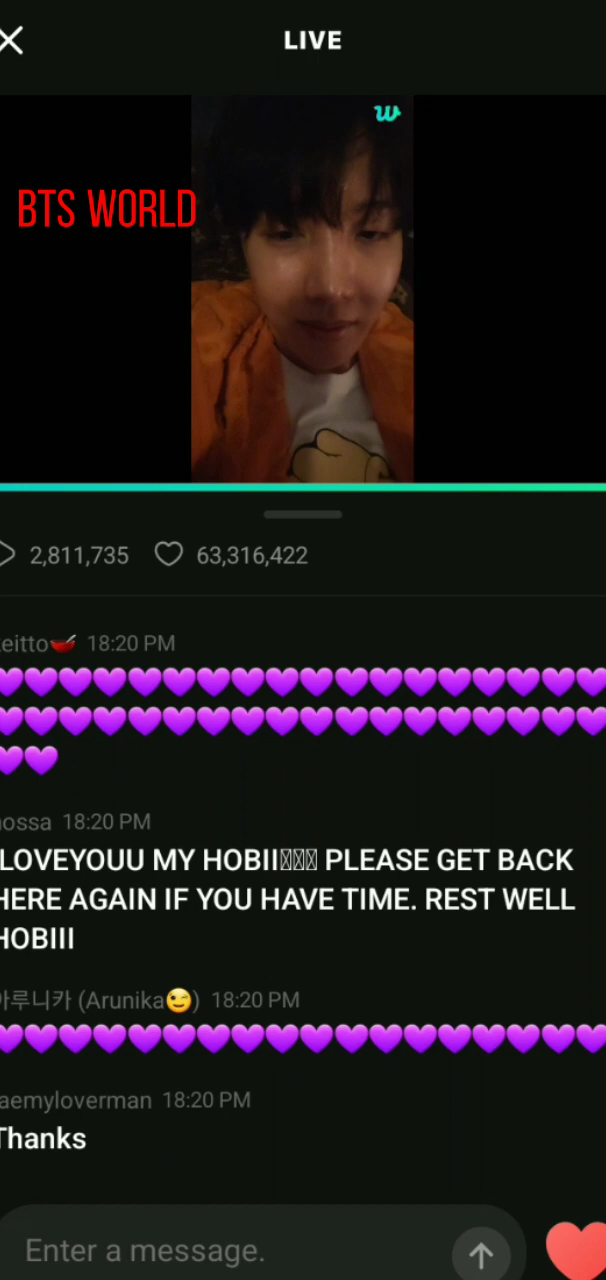 LIVE
BTS WORLD
2,811,735 63,316,422
eitto 18:20 PM
💜💜💜💜💜💜💜💜💜💜💜💜💜💜💜💜💜💜
💜💜💜💜💜💜💜💜💜💜💜💜💜💜💜💜💜💜
💜💜
ossa 18:20 PM
LOVEYOUU MY HOBII PLEASE GET BACK
HERE AGAIN IF YOU HAVE TIME. REST WELL
HOBIII
아루니카 (Arunika😉) 18:20 PM
💜💜💜💜💜💜💜💜💜💜💜💜💜💜💜💜💜💜
aemyloverman 18:20 PM
Thanks
Enter a message.